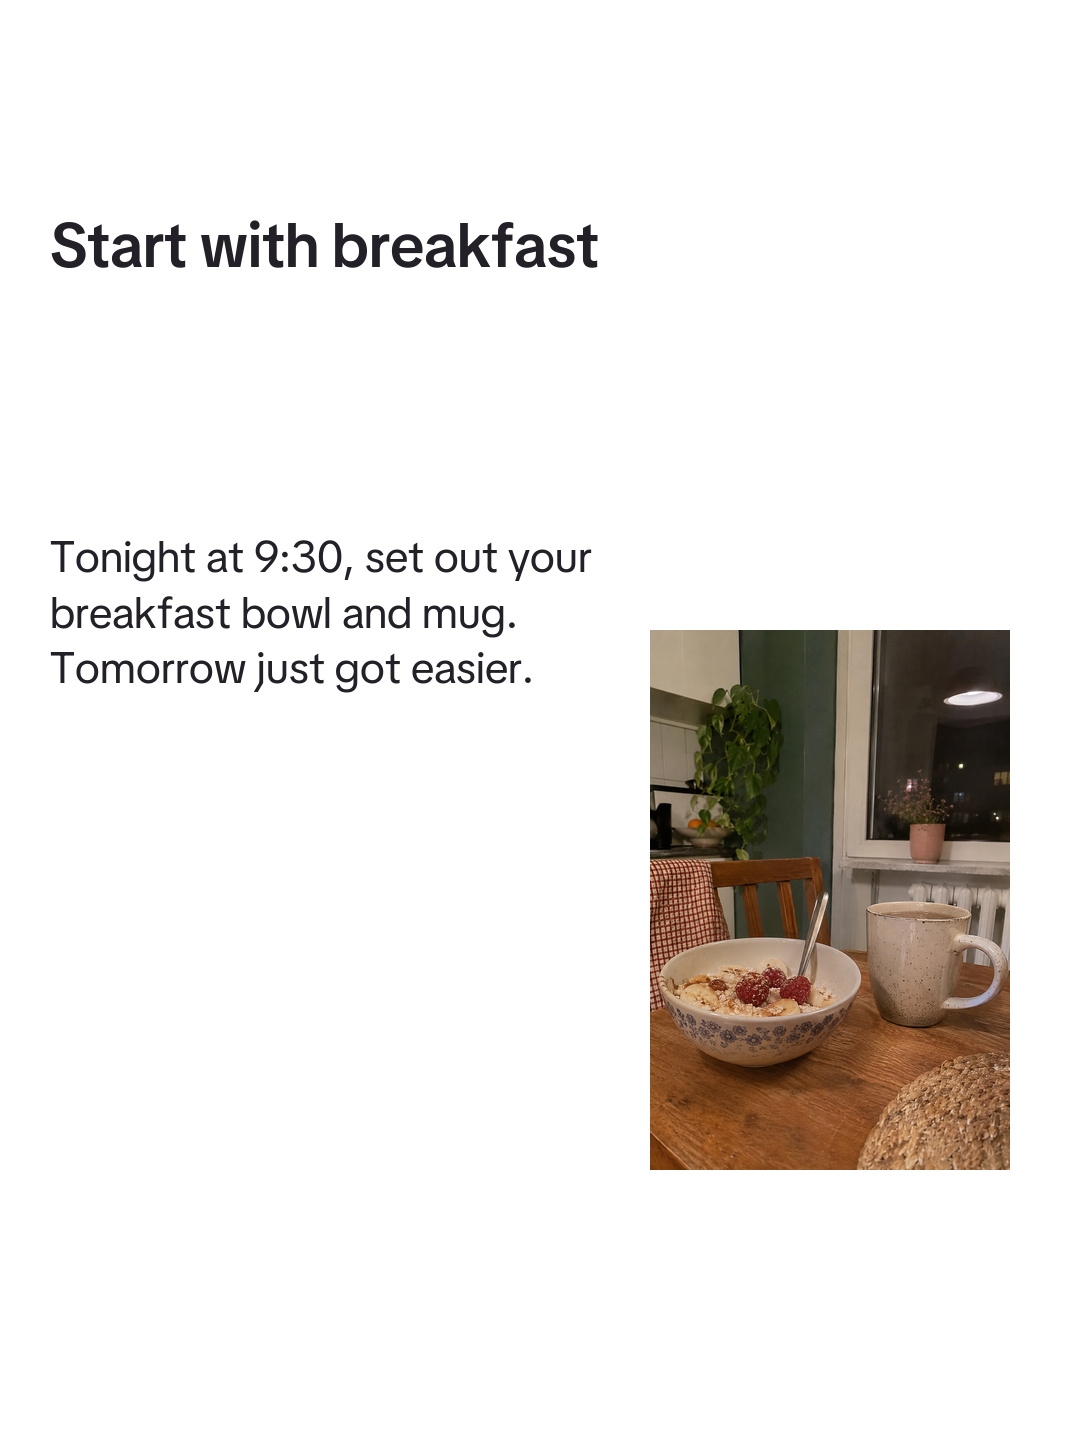 Start with breakfast
Tonight at 9:30, set out your
breakfast bowl and mug.
Tomorrow just got easier.